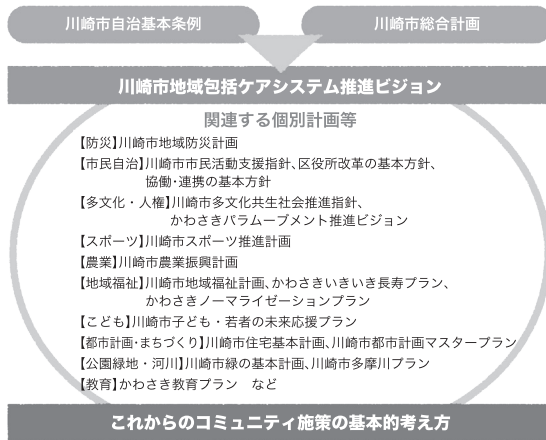 川崎市自治基本条例
川崎市総合計画
川崎市地域包括ケアシステム推進ビジョン
関連する個別計画等
【防災】川崎市地域防災計画
【市民自治】川崎市市民活動支援指針、区役所改革の基本方針、
協働・連携の基本方針
【多文化・人権】川崎市多文化共生社会推進指針、
かわさきパラムーブメント推進ビジョン
【スポーツ】川崎市スポーツ推進計画
【農業】川崎市農業振興計画
【地域福祉】川崎市地域福祉計画、かわさきいきいき長寿プラン、
かわさきノーマライゼーションプラン
【こども】川崎市子ども・若者の未来応援プラン
【都市計画・まちづくり】川崎市住宅基本計画、川崎市都市計画マスタープラン
【公園緑地・河川】川崎市緑の基本計画、川崎市多摩川プラン
【教育】かわさき教育プラン　など
これからのコミュニティ施策の基本的考え方